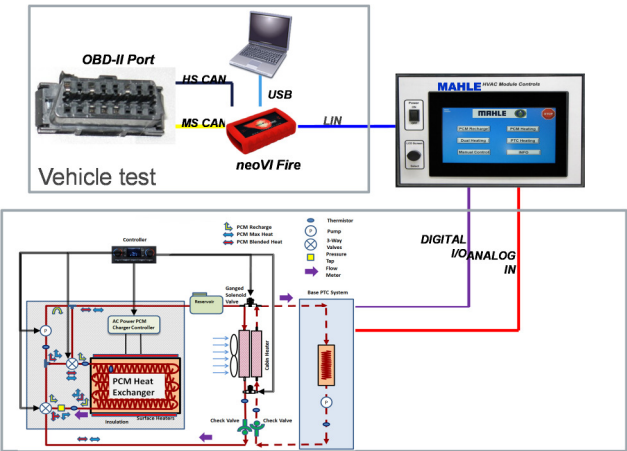 OBD-II Port
HS CAN
USB
MS CAN
LIN
neoVI Fire
Vehicle test
MAHLE HVAC Module Controls
Power
MAHLE
PCM Recharge
PCM Heating
Dual Heating
PTC Heating
Manual Control
INFO
DIGITAL
I/O
ANALOG
IN
PCM Recharge
PCM Max Heat
PCM Blended Heat
Thermistor
P
Pump
3-Way
Valves
Pressure
Tap
Flow
Meter
Controller
Ganged
Solenoid
Valve
Reservoir
Base PTC System
AC Power PCM
Charger Controller
P
Cabin Heater
PCM Heat
Exchanger
P
Surface Heaters
Insulation
Check Valve
Check Valve